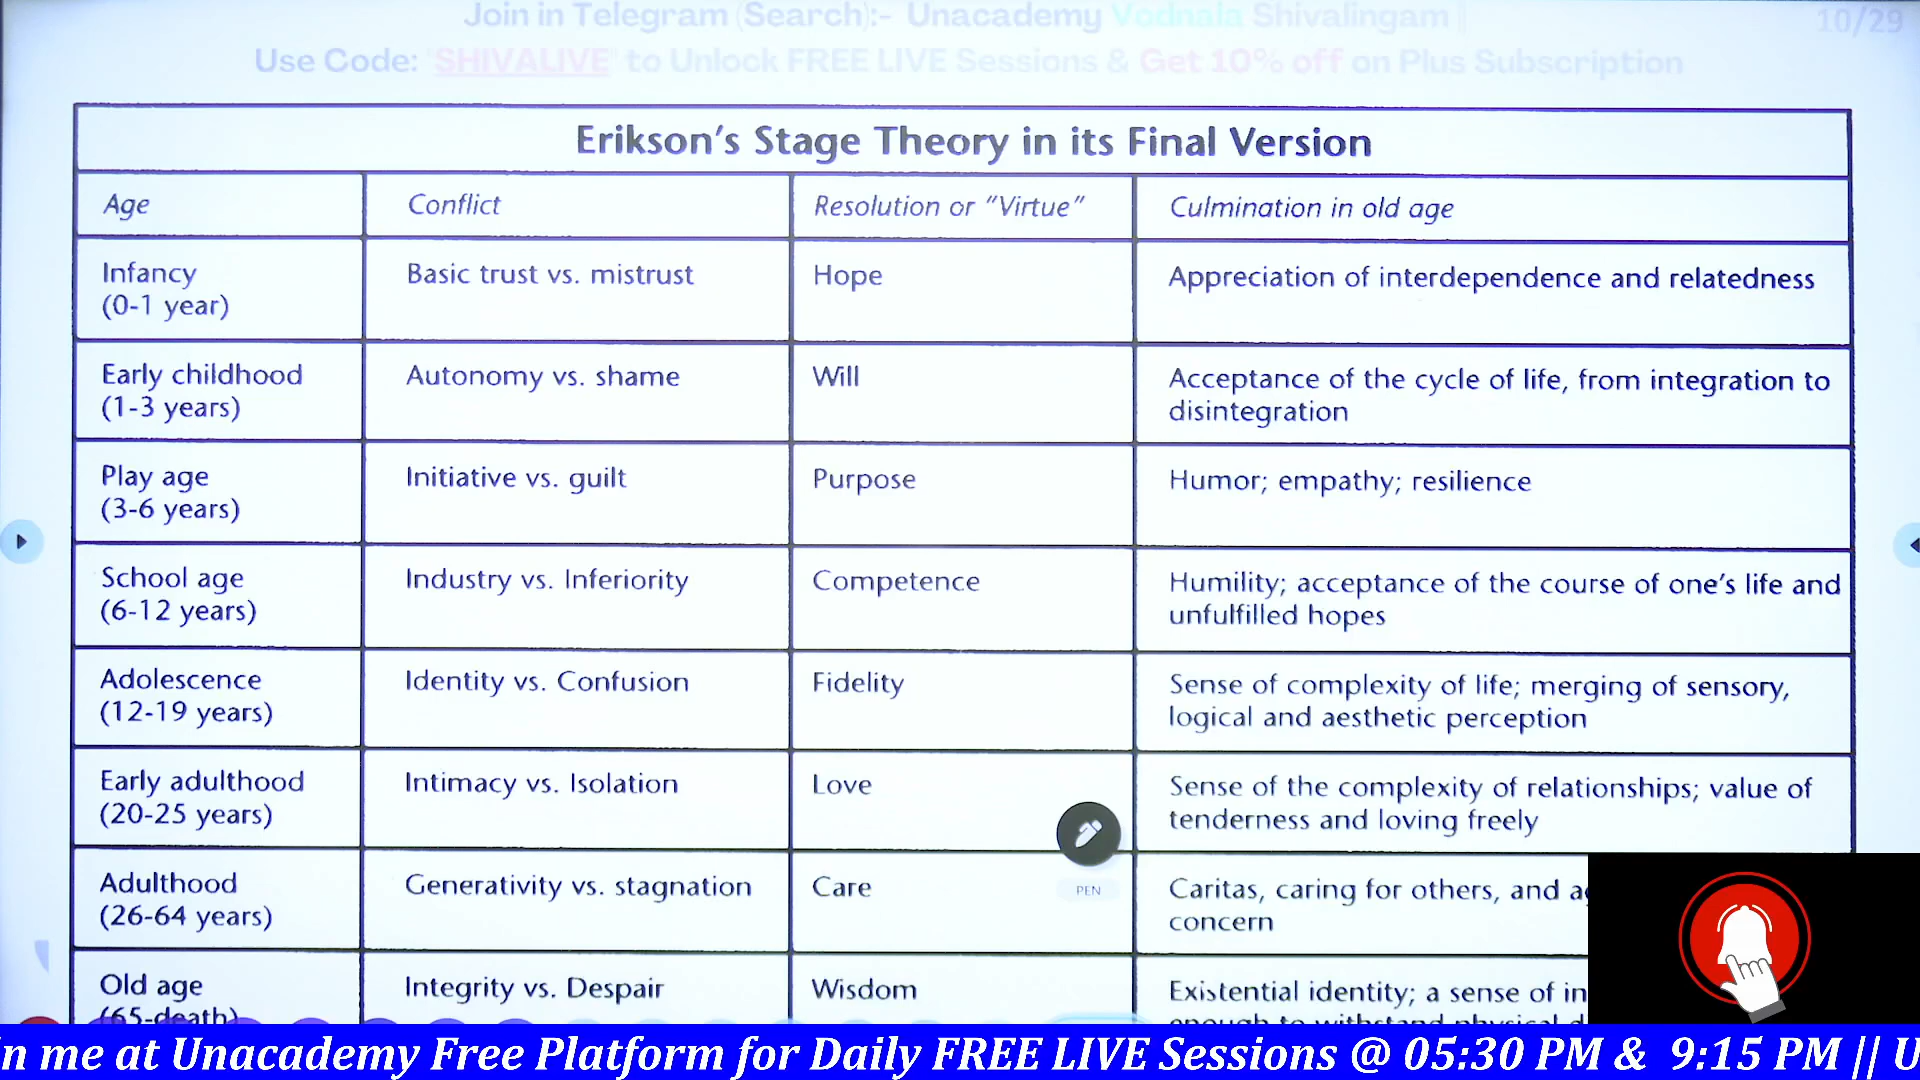 Join in Telegram (Search):- Unacademy Vodnala Shivalingam
10/29
Use Code: "SHIVALIVE" to Unlock FREE LIVE Sessions & Get 10% off on Plus Subscription
Erikson's Stage Theory in its Final Version
Age Conflict Resolution or "Virtue" Culmination in old age
Infancy Basic trust vs. mistrust Hope Appreciation of interdependence and relatedness
(0-1 year)
Early childhood Autonomy vs. shame Will Acceptance of the cycle of life, from integration to
(1-3 years) disintegration
Play age Initiative vs. guilt Purpose Humor; empathy; resilience
(3-6 years)
School age Industry vs. Inferiority Competence Humility; acceptance of the course of one's life and
(6-12 years) unfulfilled hopes
Adolescence Identity vs. Confusion Fidelity Sense of complexity of life; merging of sensory,
(12-19 years) logical and aesthetic perception
Early adulthood Intimacy vs. Isolation Love Sense of the complexity of relationships; value of
(20-25 years) tenderness and loving freely
Adulthood Generativity vs. stagnation Care Caritas, caring for others, and
(26-64 years) concern
PEN
Old age Integrity vs. Despair Wisdom Existential identity; a sense of
(65-death) enough to withstand physical
me at Unacademy Free Platform for Daily FREE LIVE Sessions @ 05:30 PM & 9:15 PM ||